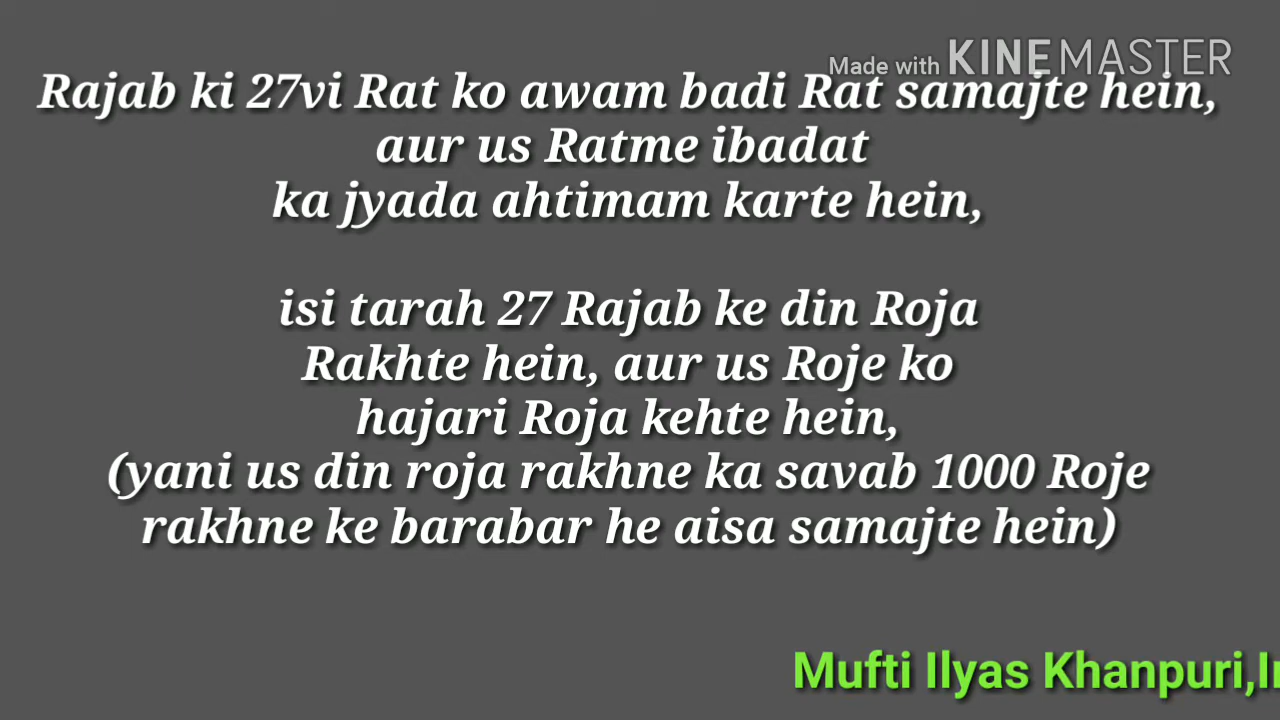 Made with KINEMASTER
Rajab ki 27vi Rat ko awam badi Rat samajte hein,
aur us Ratme ibadat
ka jyada ahtimam karte hein,
isi tarah 27 Rajab ke din Roja
Rakhte hein, aur us Roje ko
hajari Roja kehte hein,
(yani us din roja rakhne ka savab 1000 Roje
rakhne ke barabar he aisa samajte hein)
Mufti Ilyas Khanpuri,